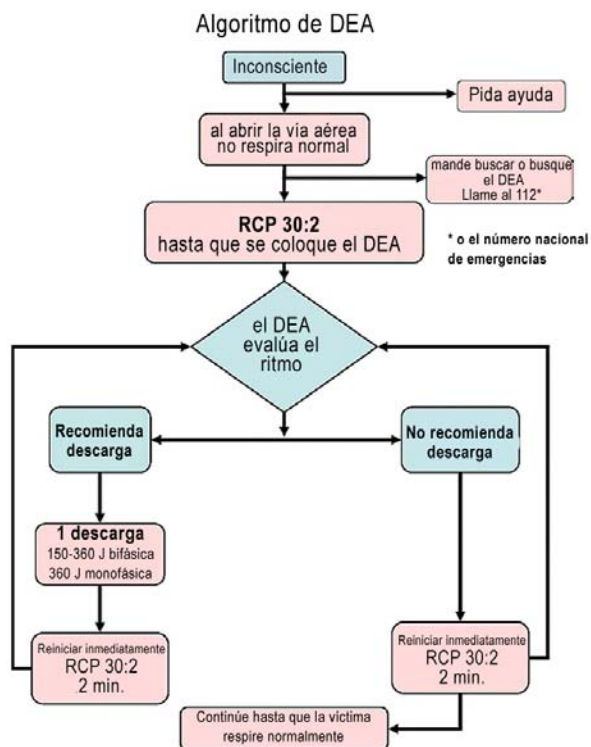 Algoritmo de DEA
Inconsciente
Pida ayuda
al abrir la vía aérea
no respira normal
mande buscar o busque
el DEA
Llame al 112*
RCP 30:2
hasta que se coloque el DEA
* o el número nacional
de emergencias
el DEA
evalúa el
ritmo
Recomienda
descarga
No recomienda
descarga
1 descarga
150-360 J bifásica
360 J monofásica
Reiniciar inmediatamente
RCP 30:2
2 min.
Reiniciar inmediatamente
RCP 30:2
2 min.
Continúe hasta que la víctima
respire normalmente